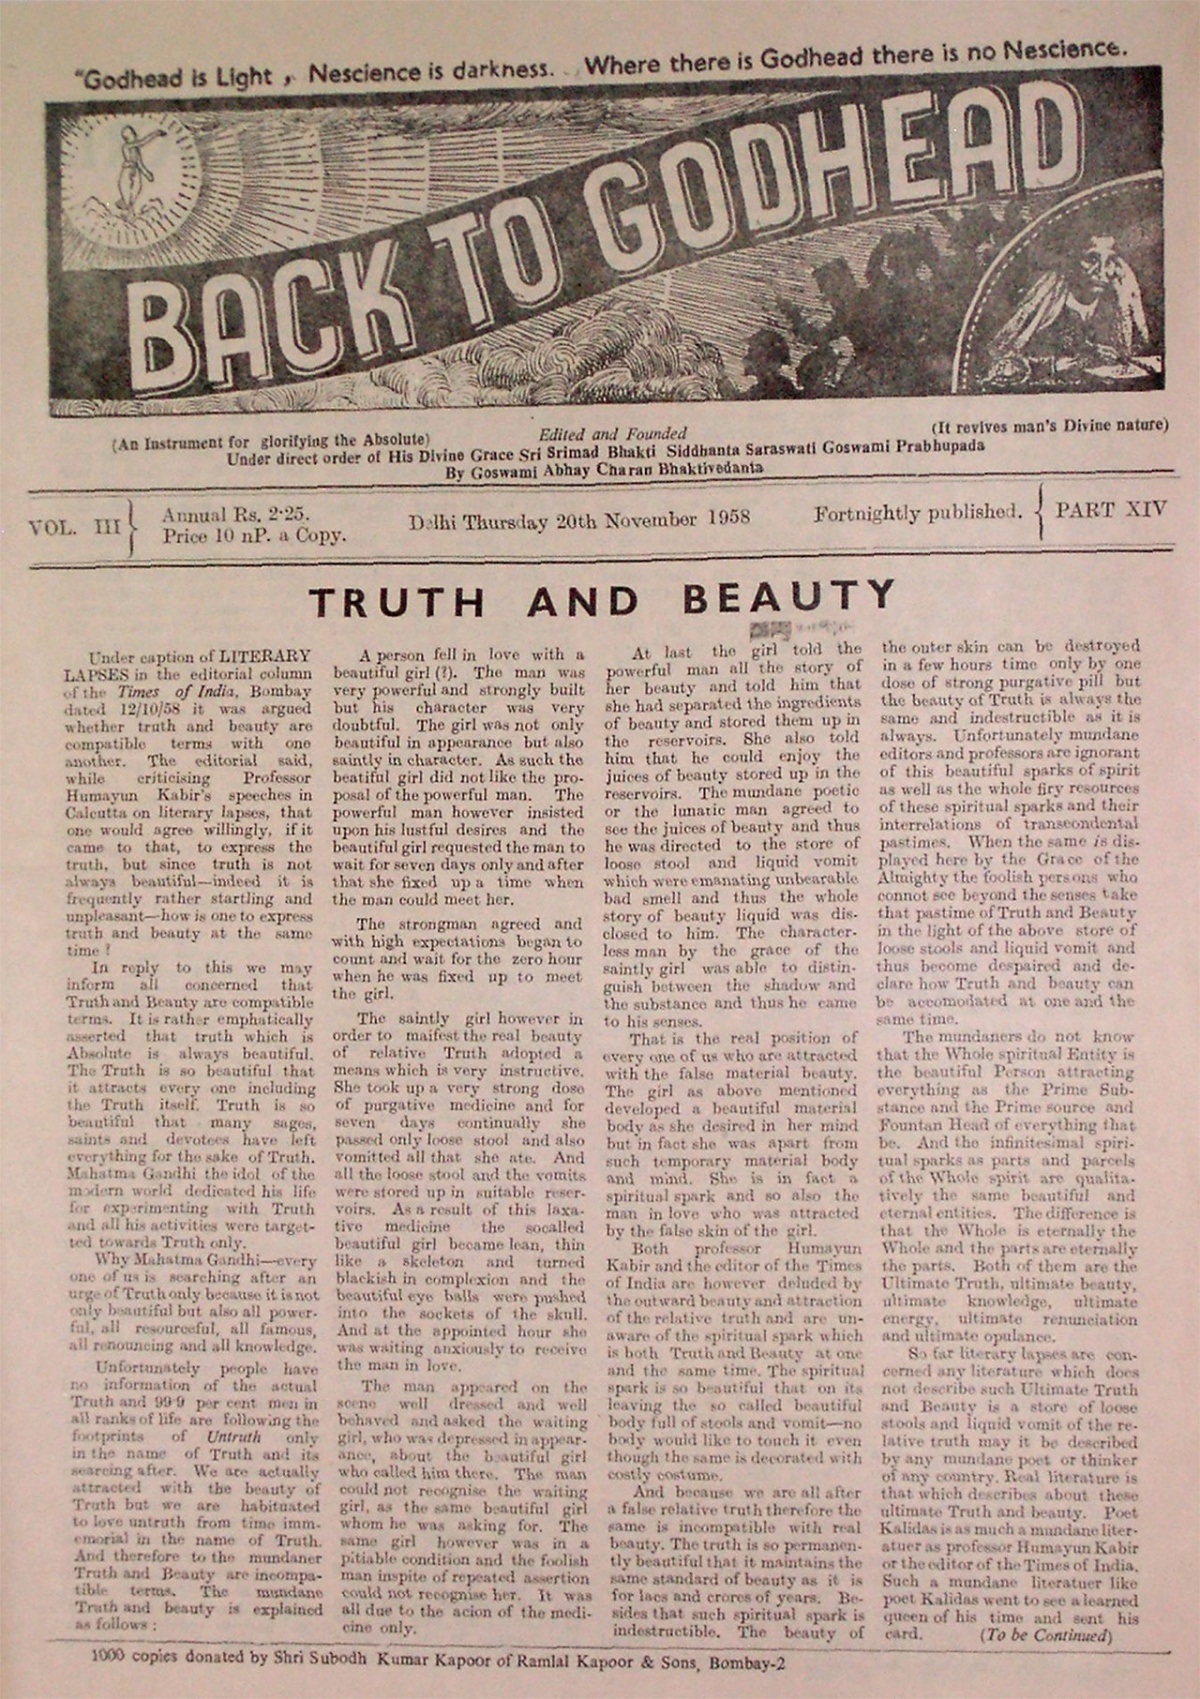 "Godhead is Light, Nescience is darkness. Where there is Godhead there is no Nescience.
BACK TO GODHEAD
(An Instrument for glorifying the Absolute)
Edited and Founded
(It revives man's Divine nature)
Under direct order of His Divine Grace Sri Srimad Bhakti Siddhanta Saraswati Goswami Prabhupada
By Goswami Abhay Charan Bhaktivedanta
VOL. III
Annual Rs. 2·25.
Price 10 nP. a Copy.
Delhi Thursday 20th November 1958
Fortnightly published.
PART XIV
TRUTH AND BEAUTY
Under caption of LITERARY
LAPSES in the editorial column
of the Times of India, Bombay
dated 12/10/58 it was argued
whether truth and beauty are
compatible terms with one
another. The editorial said,
while criticising Professor
Humayun Kabir's speeches in
Calcutta on literary lapses, that
one would agree willingly, if it
came to that, to express the
truth, but since truth is not
always beautiful—indeed it is
frequently rather startling and
unpleasant—how is one to express
truth and beauty at the same
time ?
In reply to this we may
inform all concerned that
Truth and Beauty are compatible
terms. It is rather emphatically
asserted that truth which is
Absolute is always beautiful.
The Truth is so beautiful that
it attracts every one including
the Truth itself. Truth is so
beautiful that many sages,
saints and devotees have left
everything for the sake of Truth.
Mahatma Gandhi the idol of the
modern world dedicated his life
for experimenting with Truth
and all his activities were target-
ted towards Truth only.
Why Mahatma Gandhi—every
one of us is searching after an
urge of Truth only because it is not
only beautiful but also all power-
ful, all resourceful, all famous,
all renouncing and all knowledge.
Unfortunately people have
no information of the actual
Truth and 99·9 per cent men in
all ranks of life are following the
footprints of Untruth only
in the name of Truth and its
searcing after. We are actually
attracted with the beauty of
Truth but we are habituated
to love untruth from time imm-
emorial in the name of Truth.
And therefore to the mundaner
Truth and Beauty are incompa-
tible terms. The mundane
Truth and beauty is explained
as follows :
A person fell in love with a
beautiful girl (?). The man was
very powerful and strongly built
but his character was very
doubtful. The girl was not only
beautiful in appearance but also
saintly in character. As such the
beatiful girl did not like the pro-
posal of the powerful man. The
powerful man however insisted
upon his lustful desires and the
beautiful girl requested the man to
wait for seven days only and after
that she fixed up a time when
the man could meet her.
The strongman agreed and
with high expectations began to
count and wait for the zero hour
when he was fixed up to meet
the girl.
The saintly girl however in
order to maifest the real beauty
of relative Truth adopted a
means which is very instructive.
She took up a very strong dose
of purgative medicine and for
seven days continually she
passed only loose stool and also
vomitted all that she ate. And
all the loose stool and the vomits
were stored up in suitable reser-
voirs. As a result of this laxa-
tive medicine the socalled
beautiful girl became lean, thin
like a skeleton and turned
blackish in complexion and the
beautiful eye balls were pushed
into the sockets of the skull.
And at the appointed hour she
was waiting anxiously to receive
the man in love.
The man appeared on the
scene well dressed and well
behaved and asked the waiting
girl, who was depressed in appear-
ance, about the beautiful girl
who called him there. The man
could not recognise the waiting
girl, as the same beautiful girl
whom he was asking for. The
same girl however was in a
pitiable condition and the foolish
man inspite of repeated assertion
could not recognise her. It was
all due to the acion of the medi-
cine only.
At last the girl told the
powerful man all the story of
her beauty and told him that
she had separated the ingredients
of beauty and stored them up in
the reservoirs. She also told
him that he could enjoy the
juices of beauty stored up in the
reservoirs. The mundane poetic
or the lunatic man agreed to
see the juices of beauty and thus
he was directed to the store of
loose stool and liquid vomit
which were emanating unbearable
bad smell and thus the whole
story of beauty liquid was dis-
closed to him. The character-
less man by the grace of the
saintly girl was able to distin-
guish between the shadow and
the substance and thus he came
to his senses.
That is the real position of
every one of us who are attracted
with the false material beauty.
The girl as above mentioned
developed a beautiful material
body as she desired in her mind
but in fact she was apart from
such temporary material body
and mind. She is in fact a
spiritual spark and so also the
man in love who was attracted
by the false skin of the girl.
Both professor Humayun
Kabir and the editor of the Times
of India are however deluded by
the outward beauty and attraction
of the relative truth and are un-
aware of the spiritual spark which
is both Truth and Beauty at one
and the same time. The spiritual
spark is so beautiful that on its
leaving the so called beautiful
body full of stools and vomit—no
body would like to touch it even
though the same is decorated with
costly costume.
And because we are all after
a false relative truth therefore the
same is incompatible with real
beauty. The truth is so permanen-
tly beautiful that it maintains the
same standard of beauty as it is
for lacs and crores of years. Be-
sides that such spiritual spark is
indestructible. The beauty of
the outer skin can be destroyed
in a few hours time only by one
dose of strong purgative pill but
the beauty of Truth is always the
same and indestructible as it is
always. Unfortunately mundane
editors and professors are ignorant
of this beautiful sparks of spirit
as well as the whole firy resources
of these spiritual sparks and their
interrelations of transcondental
pastimes. When the same is dis-
played here by the Grace of the
Almighty the foolish persons who
cannot see beyond the senses take
that pastime of Truth and Beauty
in the light of the above store of
loose stools and liquid vomit and
thus become despaired and de-
clare how Truth and beauty can
be accomodated at one and the
same time.
The mundaners do not know
that the Whole spiritual Entity is
the beautiful Person attracting
everything as the Prime Sub-
stance and the Prime source and
Fountan Head of everything that
be. And the infinitesimal spiri-
tual sparks as parts and parcels
of the Whole spirit are qualita-
tively the same beautiful and
eternal entities. The difference is
that the Whole is eternally the
Whole and the parts are eternally
the parts. Both of them are the
Ultimate Truth, ultimate beauty,
ultimate knowledge, ultimate
energy, ultimate renunciation
and ultimate opulance.
So far literary lapses are con-
cerned any literature which does
not describe such Ultimate Truth
and Beauty is a store of loose
stools and liquid vomit of the re-
lative truth may it be described
by any mundane poet or thinker
of any country. Real literature is
that which describes about these
ultimate Truth and beauty. Poet
Kalidas is as much a mundane liter-
atuer as professor Humayun Kabir
or the editor of the Times of India.
Such a mundane literatuer like
poet Kalidas went to see a learned
queen of his time and sent his
card. (To be Continued)
1000 copies donated by Shri Subodh Kumar Kapoor of Ramlal Kapoor & Sons, Bombay-2